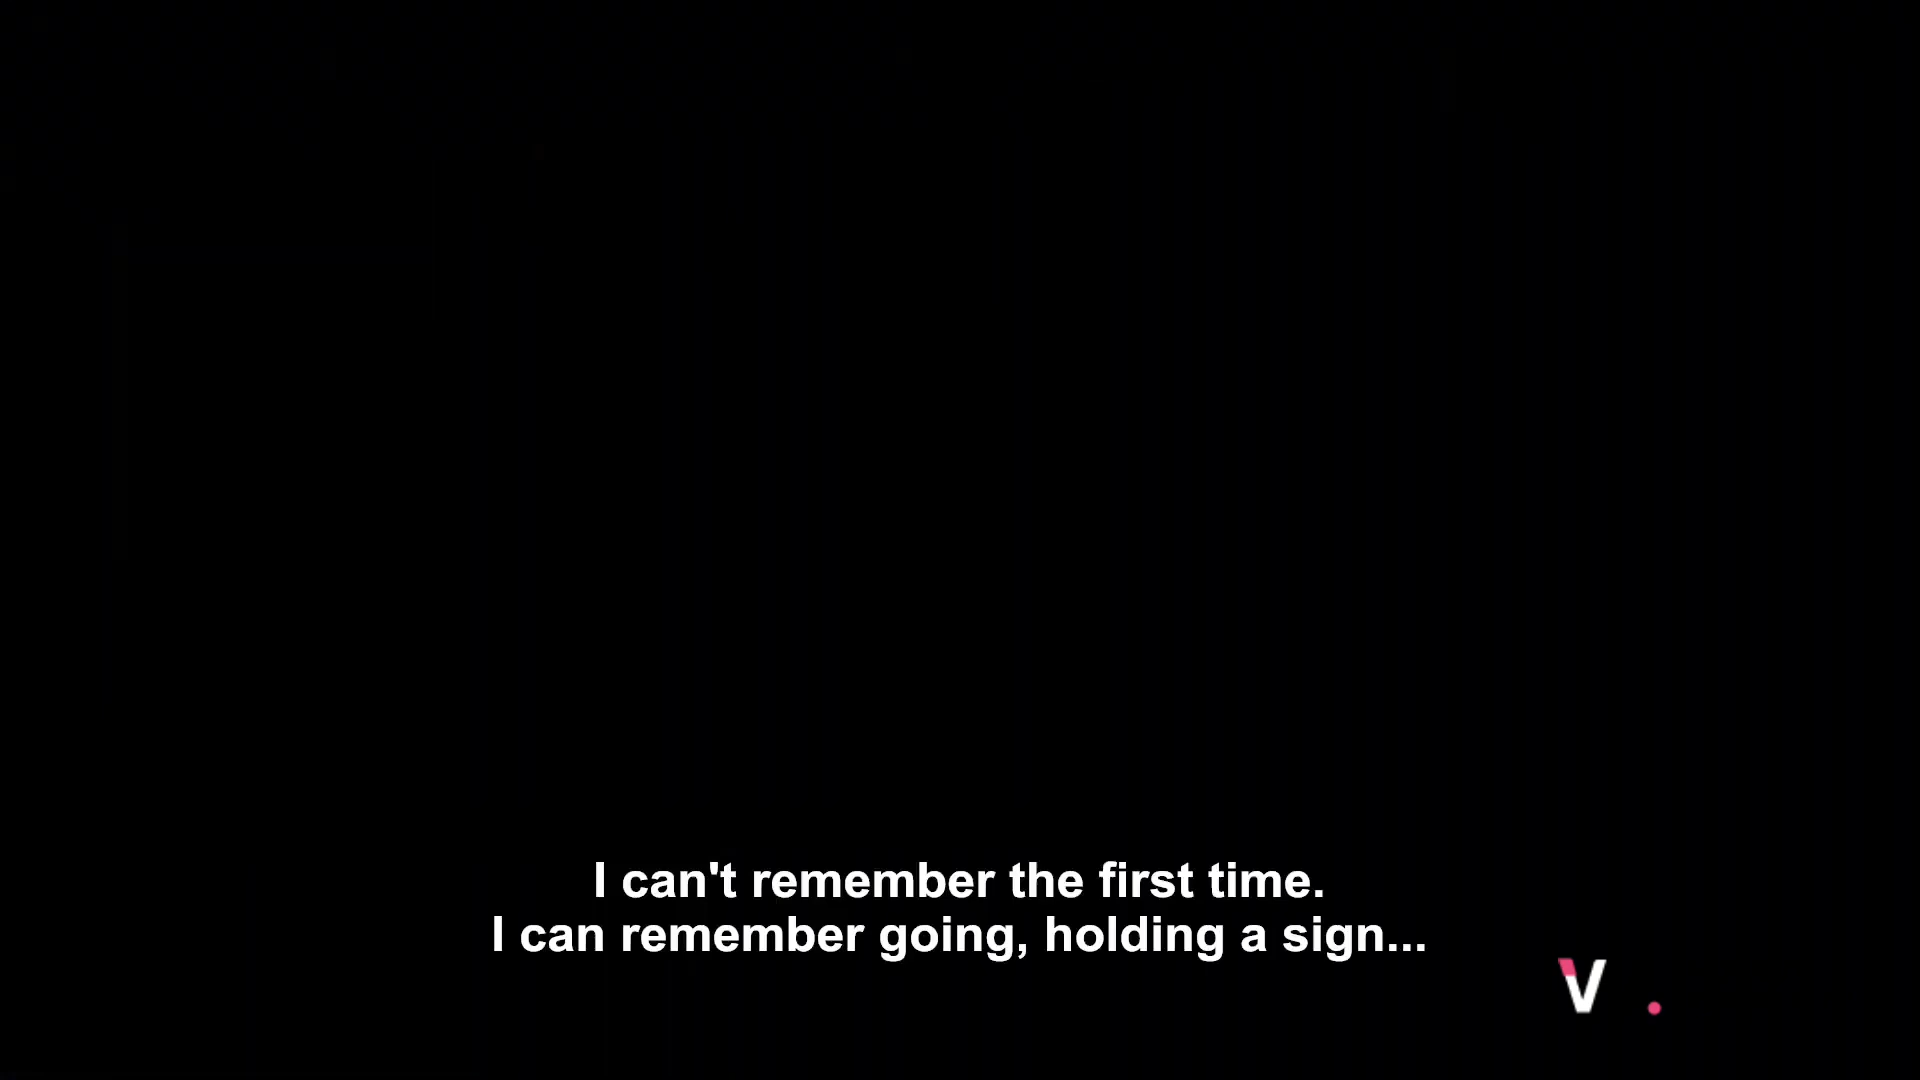 I can't remember the first time.
I can remember going, holding a sign...
V .